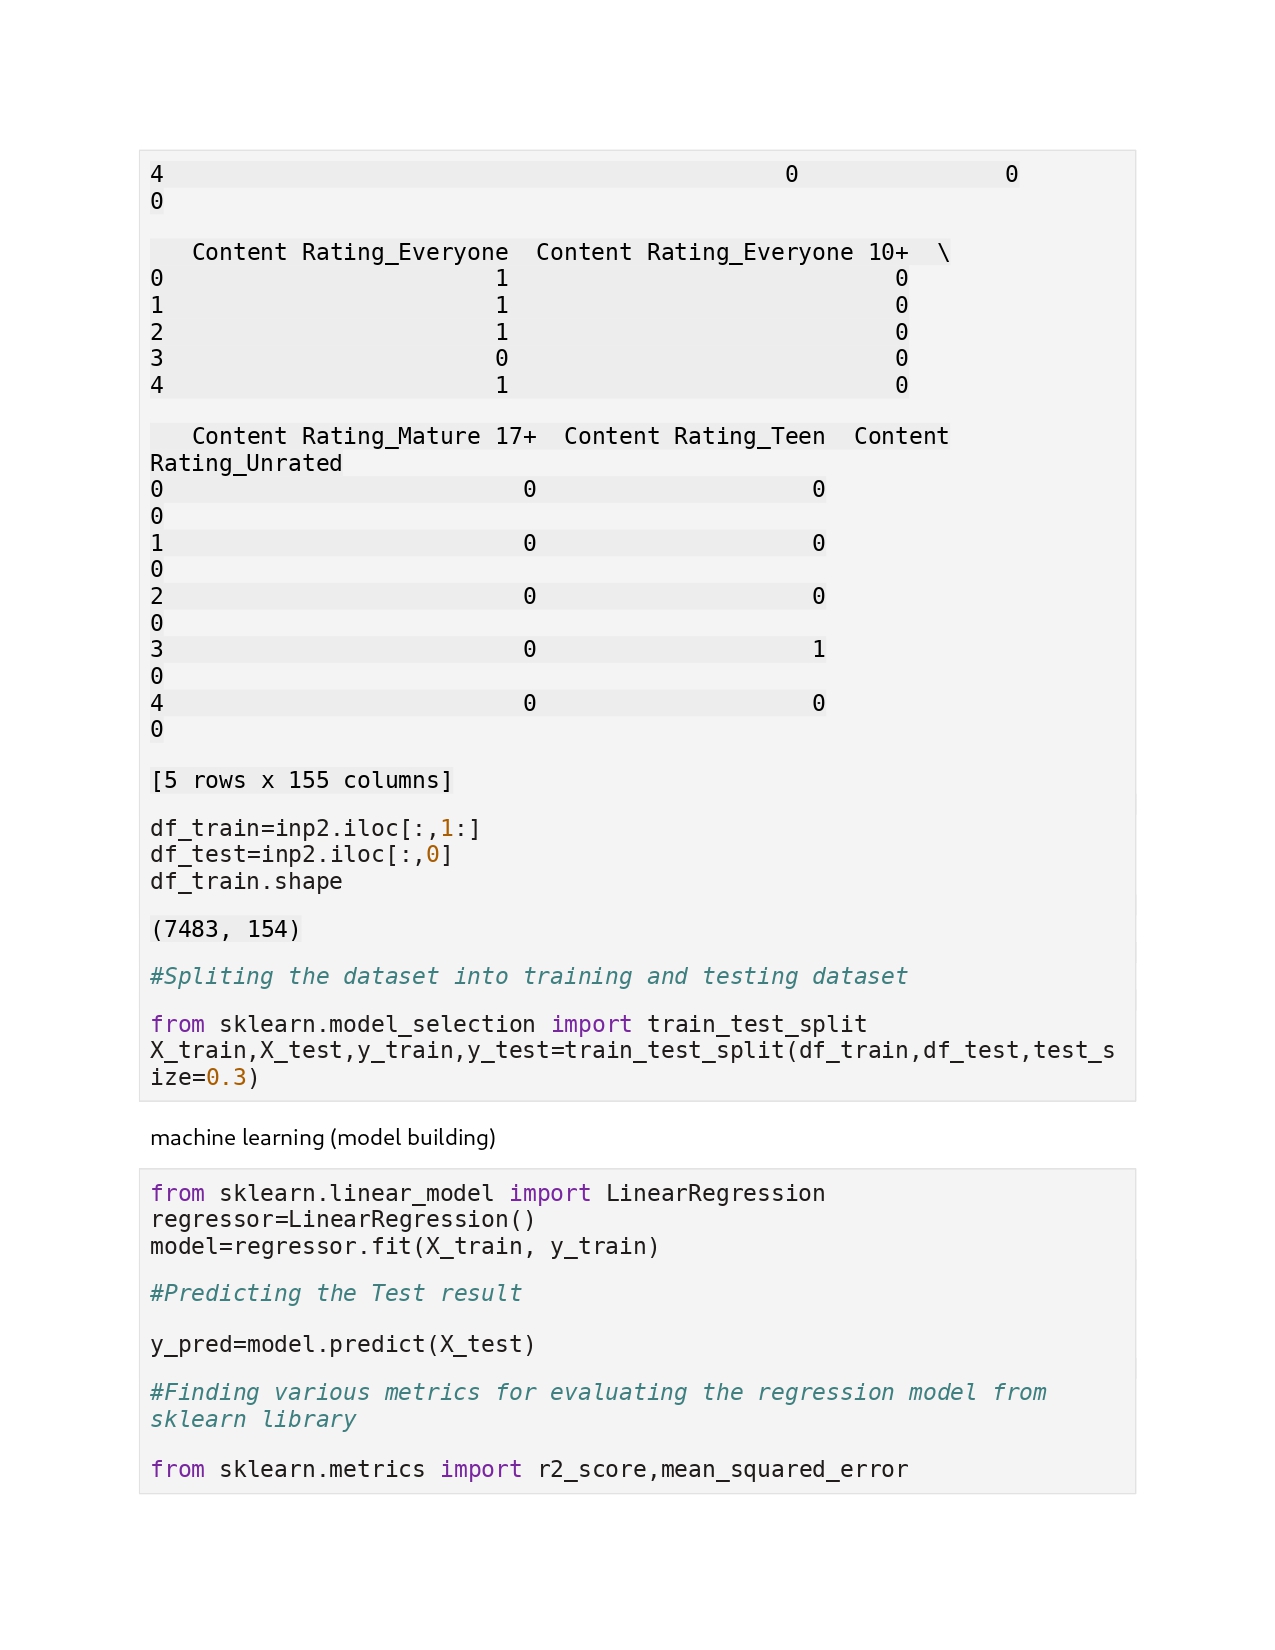 4                                             0               0
0

   Content Rating_Everyone  Content Rating_Everyone 10+  \
0                        1                            0
1                        1                            0
2                        1                            0
3                        0                            0
4                        1                            0

   Content Rating_Mature 17+  Content Rating_Teen  Content
Rating_Unrated
0                          0                    0
0
1                          0                    0
0
2                          0                    0
0
3                          0                    1
0
4                          0                    0
0

[5 rows x 155 columns]

df_train=inp2.iloc[:,1:]
df_test=inp2.iloc[:,0]
df_train.shape

(7483, 154)

#Spliting the dataset into training and testing dataset

from sklearn.model_selection import train_test_split
X_train,X_test,y_train,y_test=train_test_split(df_train,df_test,test_s
ize=0.3)

machine learning (model building)

from sklearn.linear_model import LinearRegression
regressor=LinearRegression()
model=regressor.fit(X_train, y_train)

#Predicting the Test result

y_pred=model.predict(X_test)

#Finding various metrics for evaluating the regression model from
sklearn library

from sklearn.metrics import r2_score,mean_squared_error